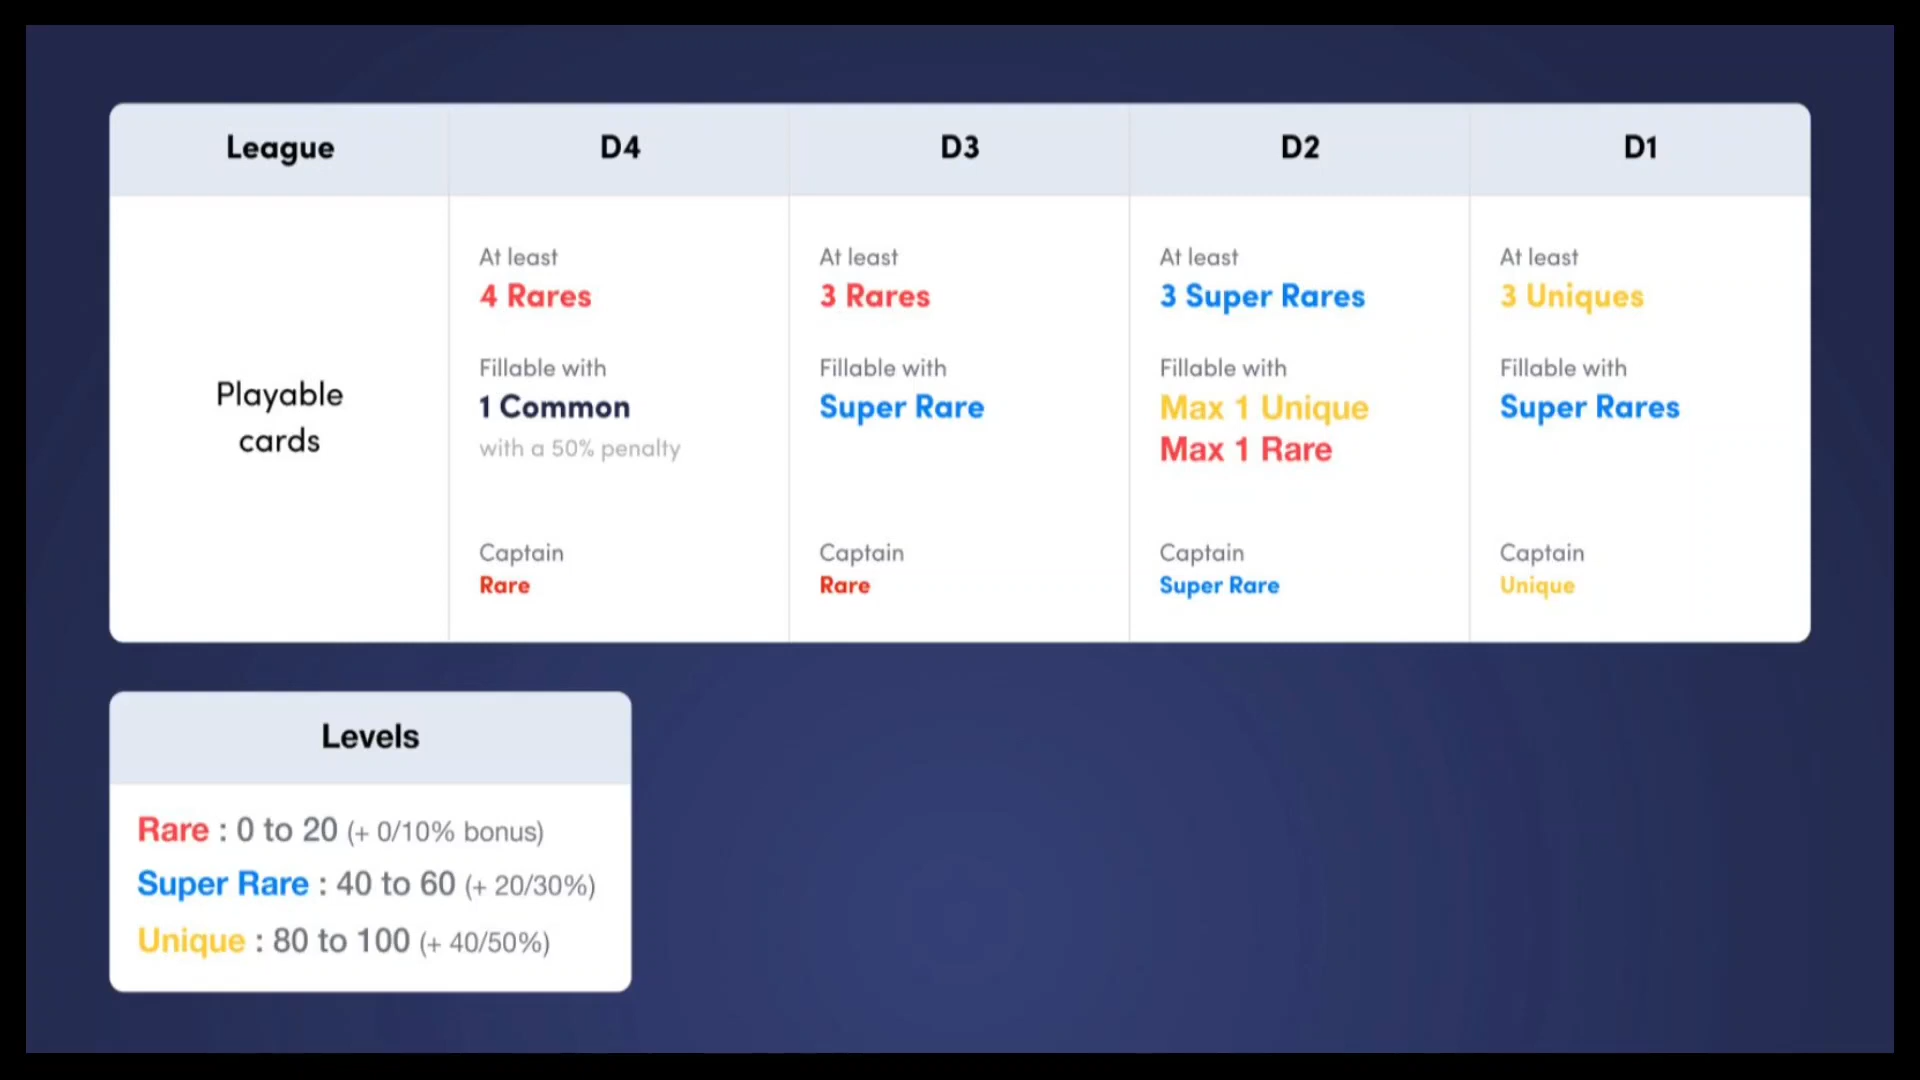 League
D4
D3
D2
D1
Playable
cards
At least
4 Rares
Fillable with
1 Common
with a 50% penalty
Captain
Rare
At least
3 Rares
Fillable with
Super Rare
Captain
Rare
At least
3 Super Rares
Fillable with
Max 1 Unique
Max 1 Rare
Captain
Super Rare
At least
3 Uniques
Fillable with
Super Rares
Captain
Unique
Levels
Rare : 0 to 20 (+ 0/10% bonus)
Super Rare : 40 to 60 (+ 20/30%)
Unique : 80 to 100 (+ 40/50%)